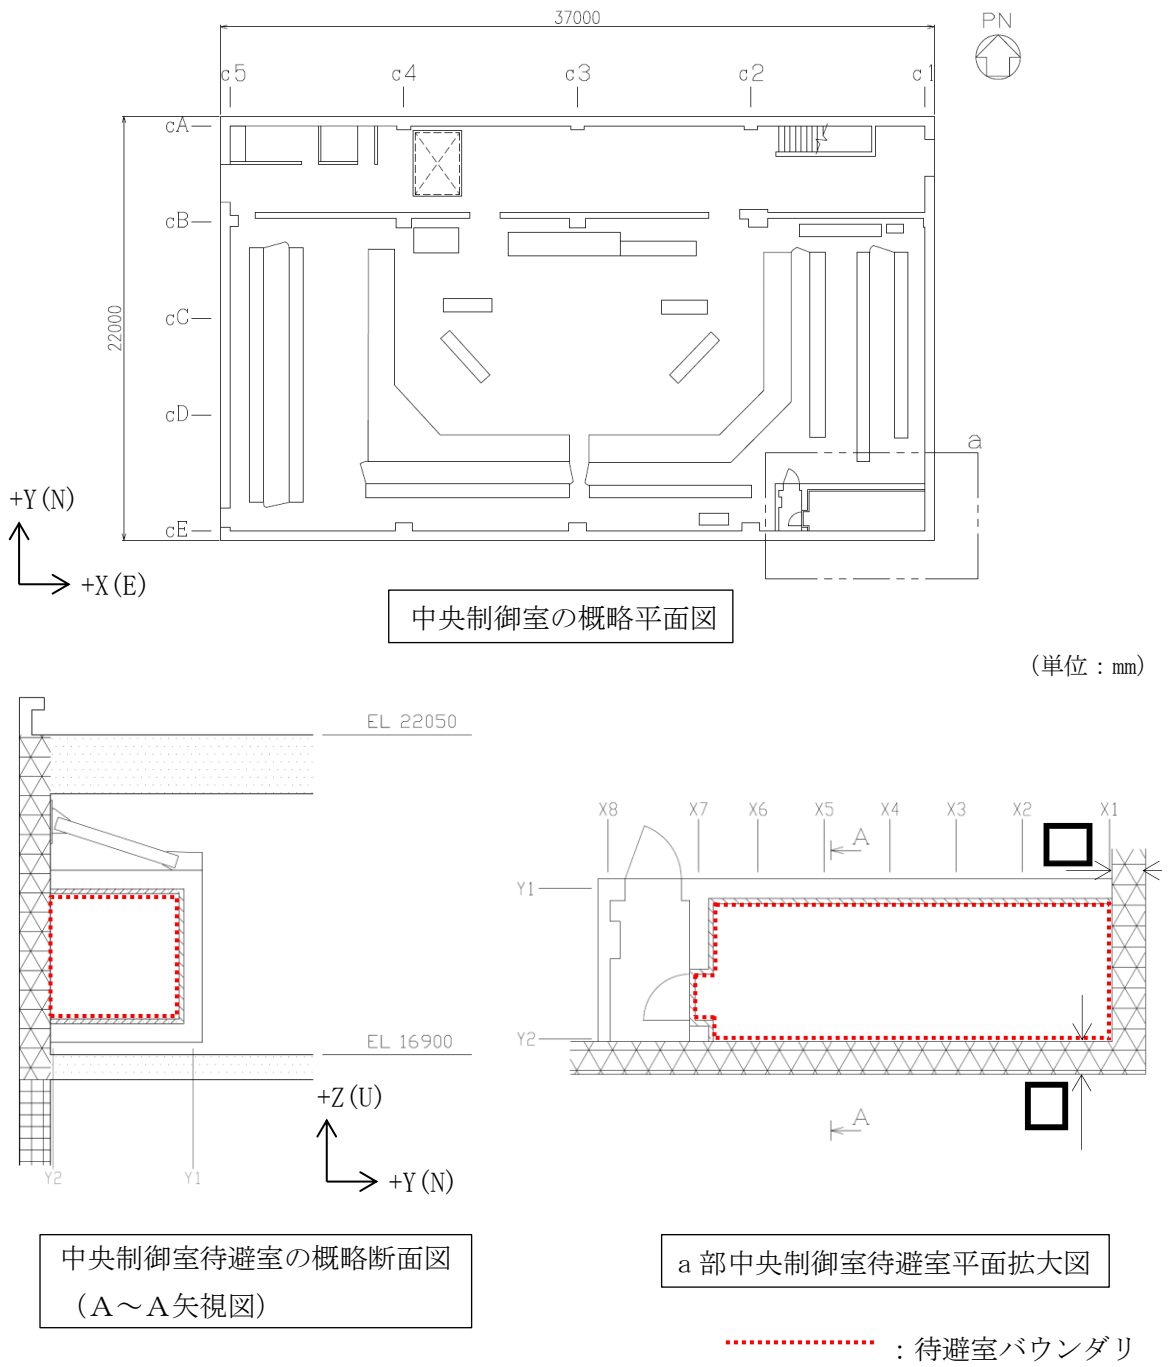 37000
PN
c5 c4 c3 c2 c1
cA
cB
22000
cC
cD
a
cE
+Y(N)
+X(E)
中央制御室の概略平面図
(単位：mm)
EL 22050
X8 X7 X6 X5 X4 X3 X2 X1
A
Y1
EL 16900
Y2
+Z(U)
A
+Y(N)
Y2 Y1
中央制御室待避室の概略断面図
（A～A矢視図）
a部中央制御室待避室平面拡大図
：待避室バウンダリ